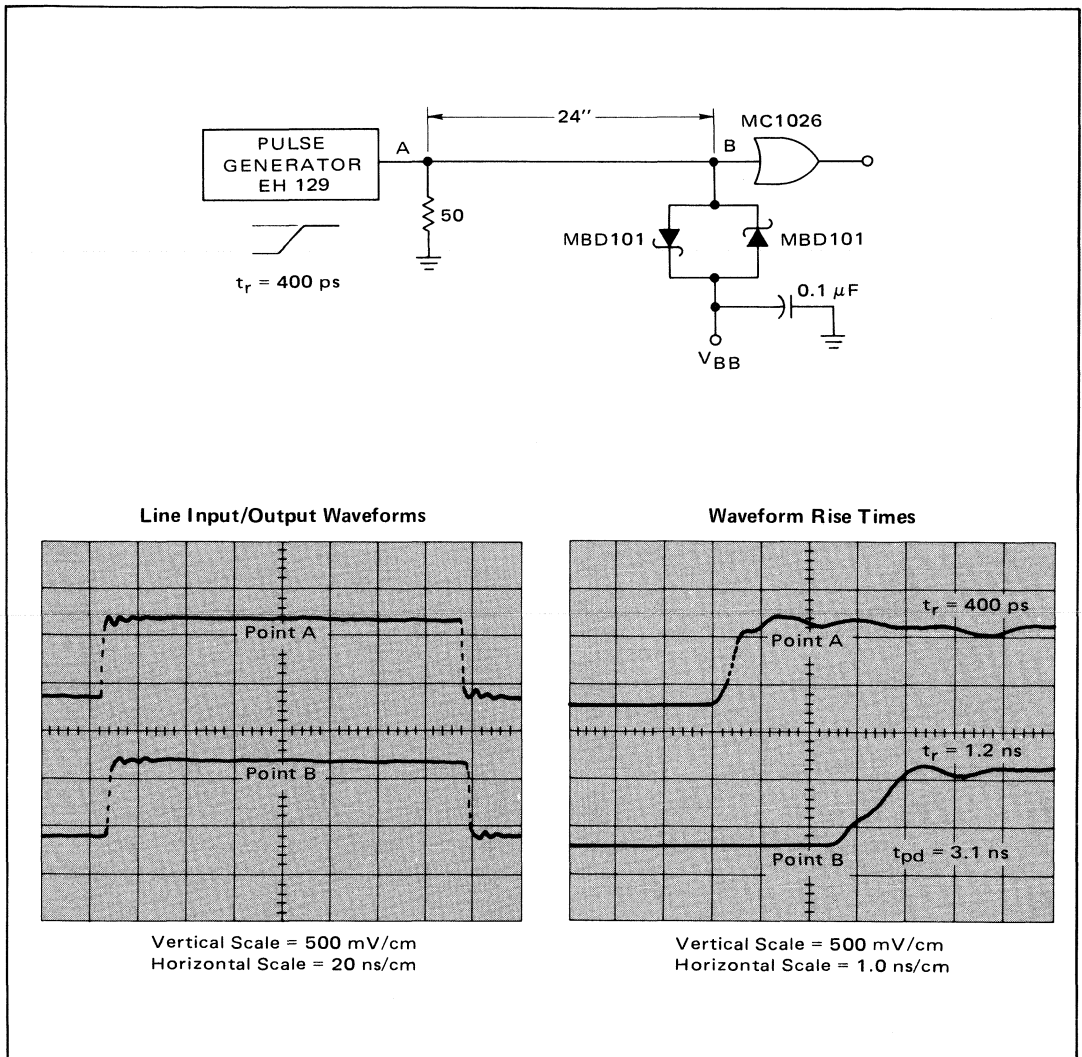 24"
MC1026
PULSE
GENERATOR
EH 129
A
B
50
MBD101
MBD101
t_r = 400 ps
0.1 μF
V_BB
Line Input/Output Waveforms
Point A
Point B
Vertical Scale = 500 mV/cm
Horizontal Scale = 20 ns/cm
Waveform Rise Times
t_r = 400 ps
Point A
t_r = 1.2 ns
Point B
t_pd = 3.1 ns
Vertical Scale = 500 mV/cm
Horizontal Scale = 1.0 ns/cm